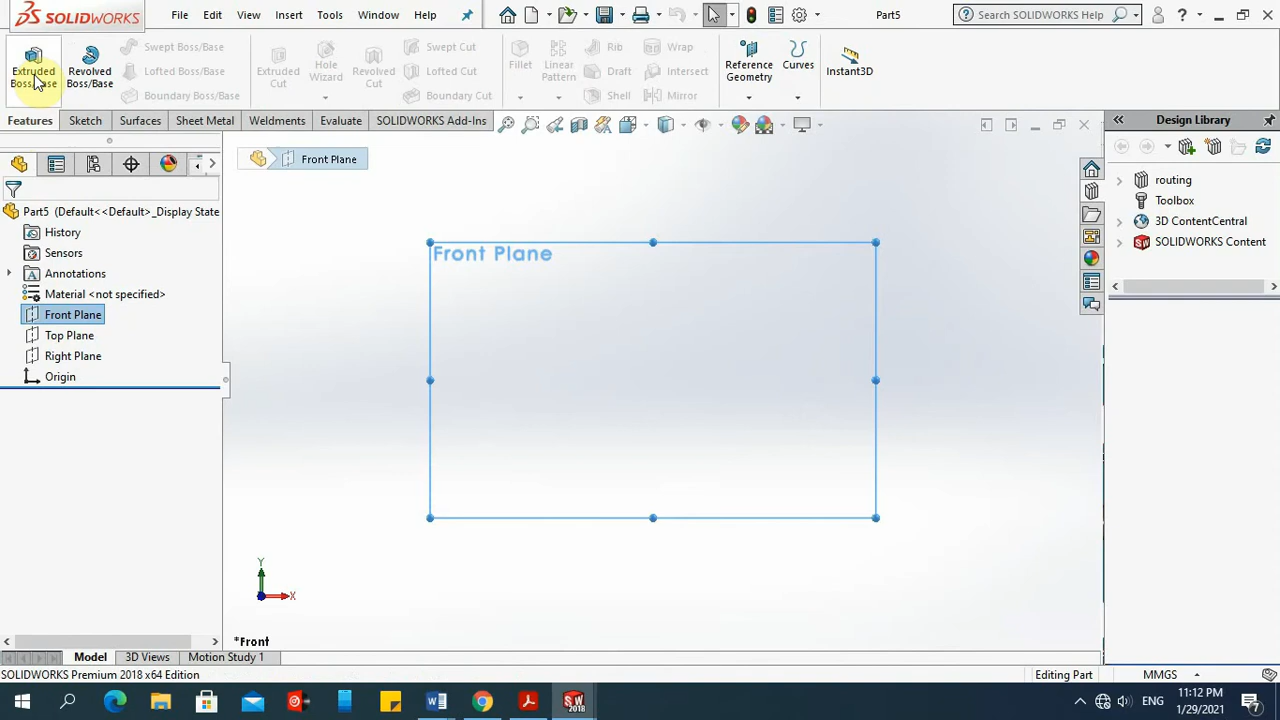 SOLIDWORKS File Edit View Insert Tools Window Help Part5 Search SOLIDWORKS Help ?
Extruded Boss/Base
Revolved Boss/Base
Swept Boss/Base
Lofted Boss/Base
Boundary Boss/Base
Extruded Cut
Hole Wizard
Revolved Cut
Swept Cut
Lofted Cut
Boundary Cut
Fillet
Linear Pattern
Rib
Draft
Shell
Wrap
Intersect
Mirror
Reference Geometry
Curves
Instant3D
Features Sketch Surfaces Sheet Metal Weldments Evaluate SOLIDWORKS Add-Ins
Design Library
Front Plane
Part5 (Default<<Default>_Display State
History
Sensors
Annotations
Material <not specified>
Front Plane
Top Plane
Right Plane
Origin
Front Plane
Y
X
*Front
routing
Toolbox
3D ContentCentral
SOLIDWORKS Content
Model 3D Views Motion Study 1
SOLIDWORKS Premium 2018 x64 Edition Editing Part MMGS
W
SW
2018
ENG
11:12 PM
1/29/2021
7